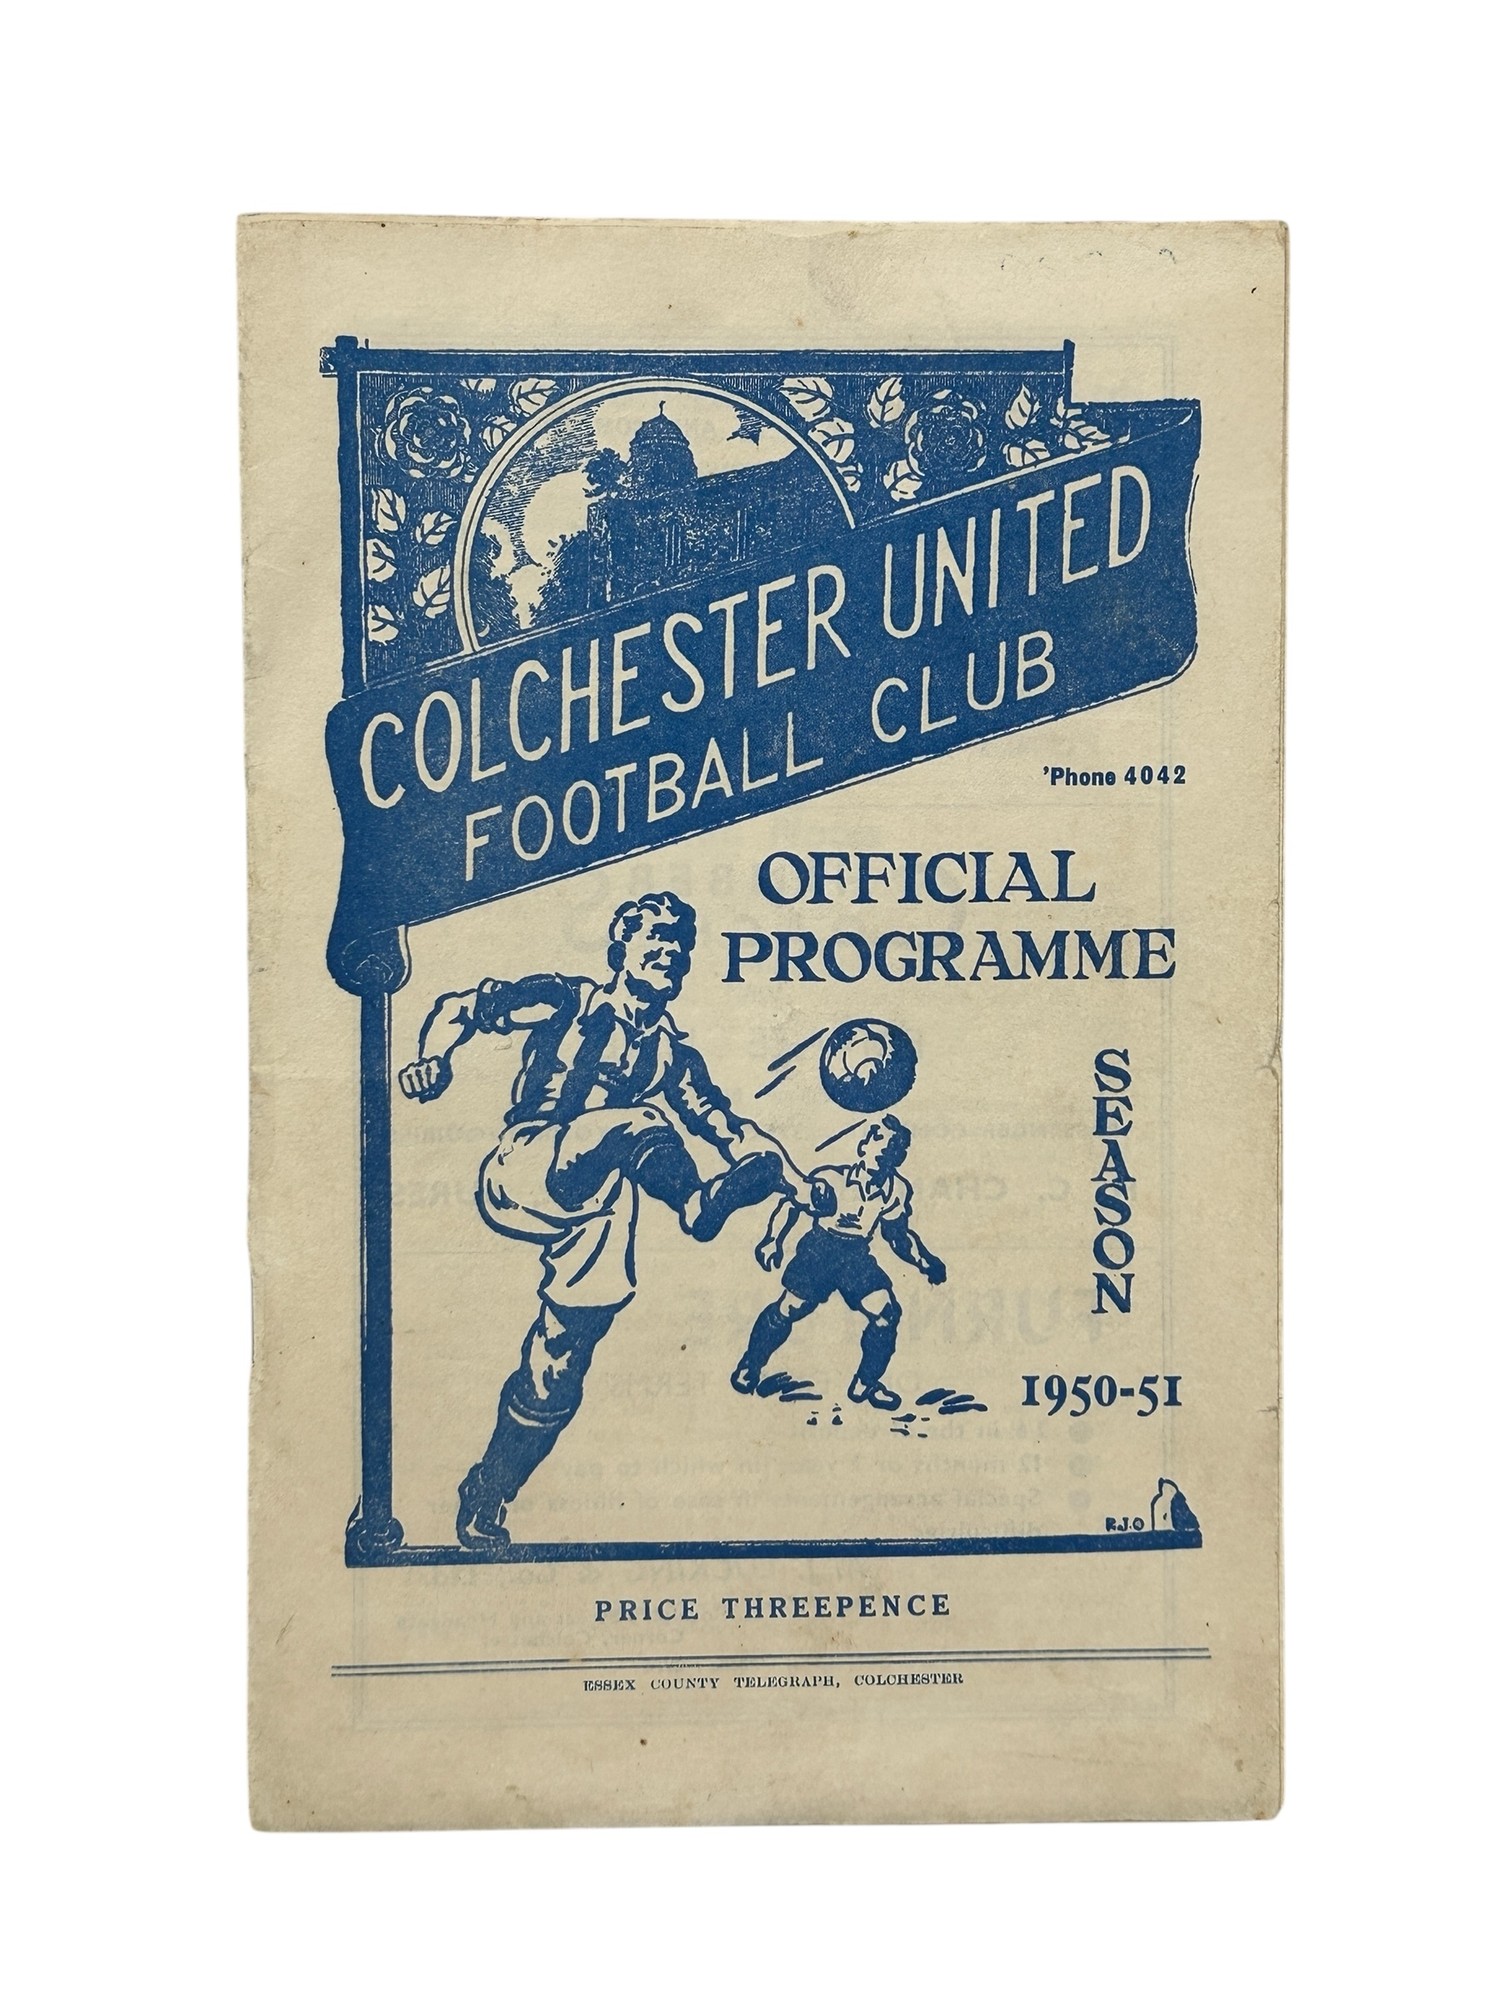 COLCHESTER UNITED
FOOTBALL CLUB
'Phone 4042
OFFICIAL
PROGRAMME
SEASON
1950-51
R.J.O
PRICE THREEPENCE
ESSEX COUNTY TELEGRAPH, COLCHESTER